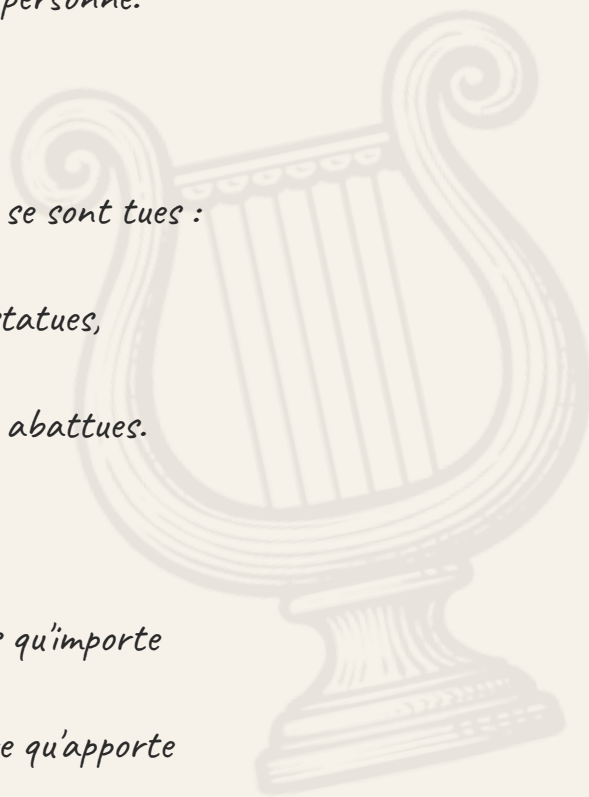 personne.
se sont tues :
tatues,
abattues.
qu'importe
e qu'apporte